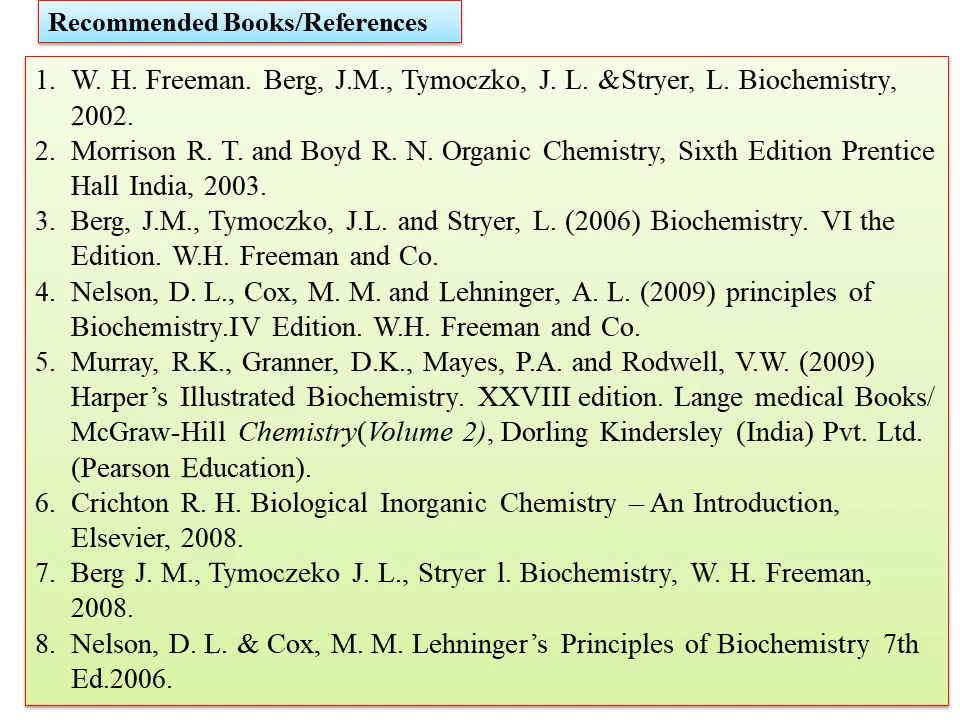 Recommended Books/References
1. W. H. Freeman. Berg, J.M., Tymoczko, J. L. &Stryer, L. Biochemistry,
2002.
2. Morrison R. T. and Boyd R. N. Organic Chemistry, Sixth Edition Prentice
Hall India, 2003.
3. Berg, J.M., Tymoczko, J.L. and Stryer, L. (2006) Biochemistry. VI the
Edition. W.H. Freeman and Co.
4. Nelson, D. L., Cox, M. M. and Lehninger, A. L. (2009) principles of
Biochemistry.IV Edition. W.H. Freeman and Co.
5. Murray, R.K., Granner, D.K., Mayes, P.A. and Rodwell, V.W. (2009)
Harper’s Illustrated Biochemistry. XXVIII edition. Lange medical Books/
McGraw-Hill Chemistry(Volume 2), Dorling Kindersley (India) Pvt. Ltd.
(Pearson Education).
6. Crichton R. H. Biological Inorganic Chemistry – An Introduction,
Elsevier, 2008.
7. Berg J. M., Tymoczeko J. L., Stryer l. Biochemistry, W. H. Freeman,
2008.
8. Nelson, D. L. & Cox, M. M. Lehninger’s Principles of Biochemistry 7th
Ed.2006.